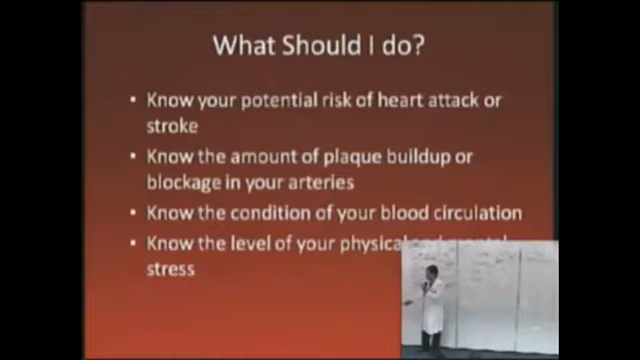 What Should I do?
• Know your potential risk of heart attack or
stroke
• Know the amount of plaque buildup or
blockage in your arteries
• Know the condition of your blood circulation
• Know the level of your physical
stress